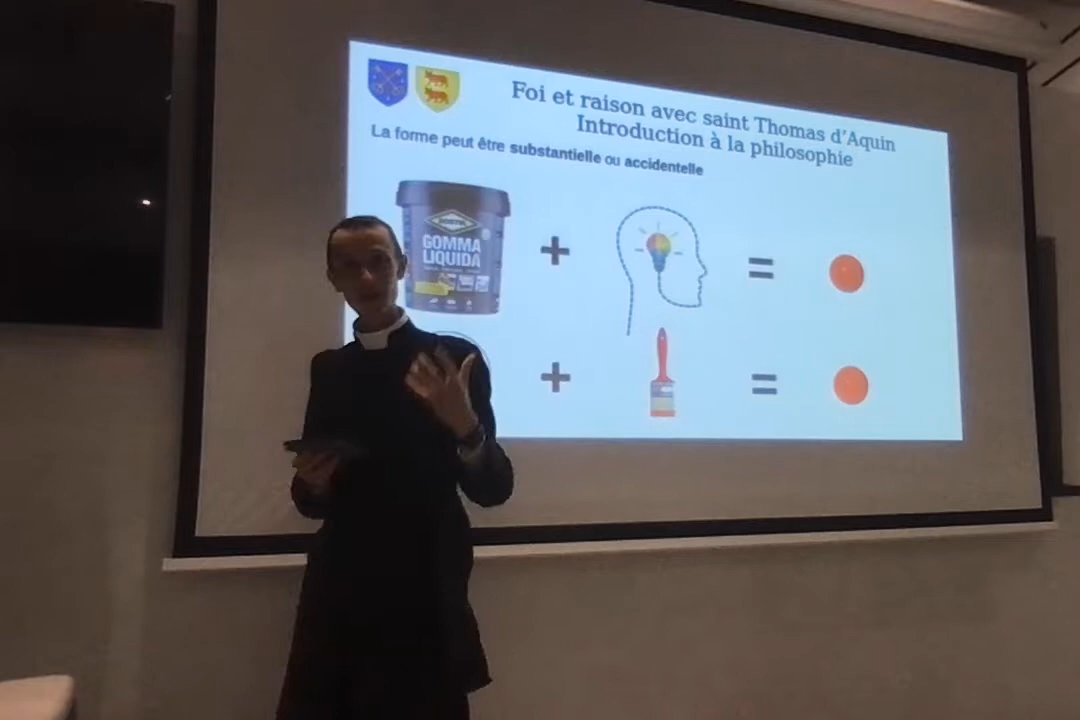 Foi et raison avec saint Thomas d’Aquin
Introduction à la philosophie
La forme peut être substantielle ou accidentelle
GOMMA
LIQUIDA